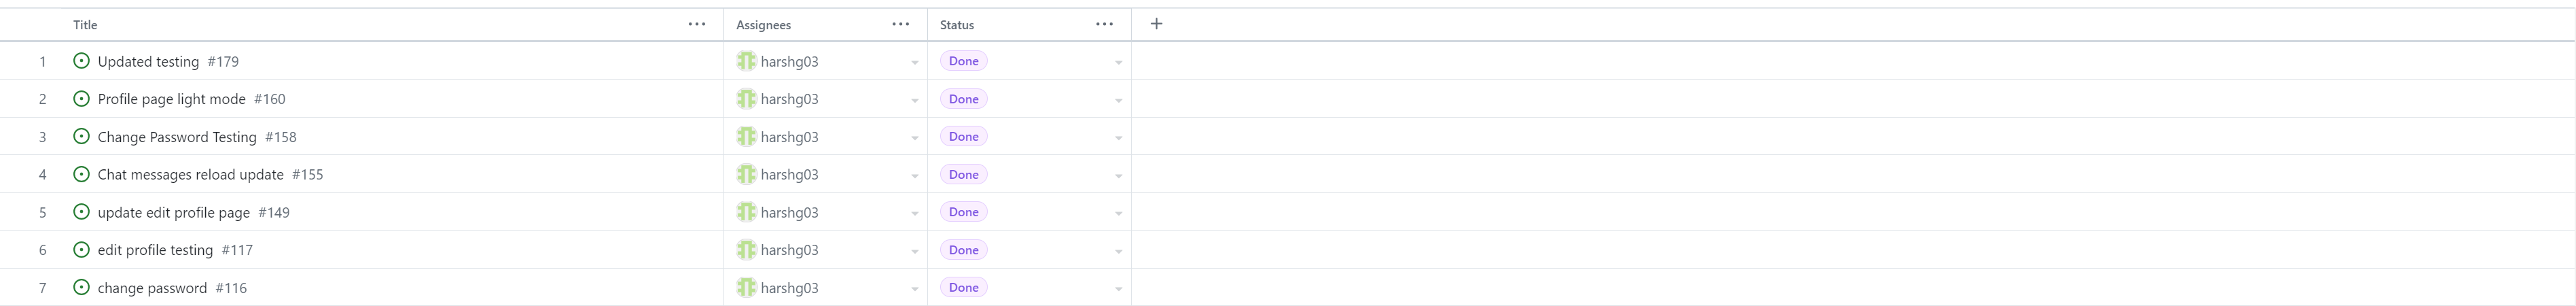 Title ... Assignees ... Status ... +
1 Updated testing #179 harshg03 Done
2 Profile page light mode #160 harshg03 Done
3 Change Password Testing #158 harshg03 Done
4 Chat messages reload update #155 harshg03 Done
5 update edit profile page #149 harshg03 Done
6 edit profile testing #117 harshg03 Done
7 change password #116 harshg03 Done